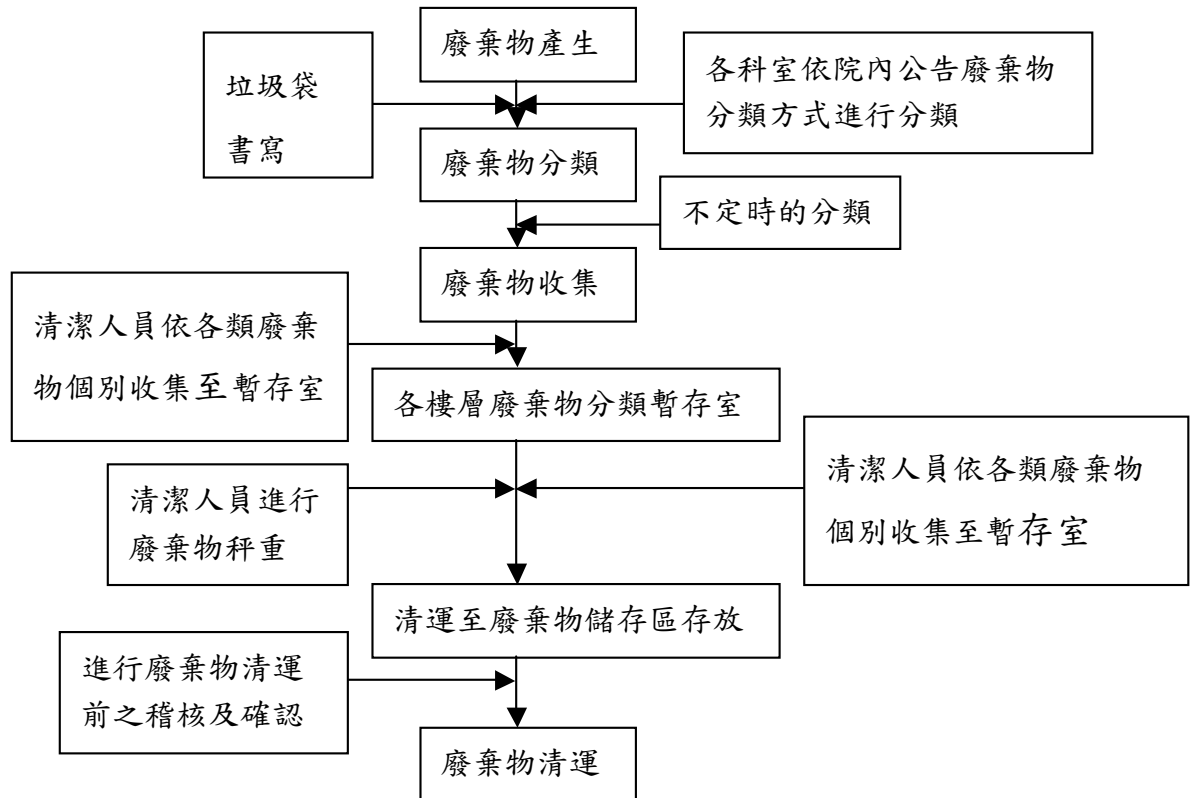 廢棄物產生
垃圾袋
書寫
各科室依院內公告廢棄物
分類方式進行分類
廢棄物分類
不定時的分類
廢棄物收集
清潔人員依各類廢棄
物個別收集至暫存室
各樓層廢棄物分類暫存室
清潔人員進行
廢棄物秤重
清潔人員依各類廢棄物
個別收集至暫存室
清運至廢棄物儲存區存放
進行廢棄物清運
前之稽核及確認
廢棄物清運